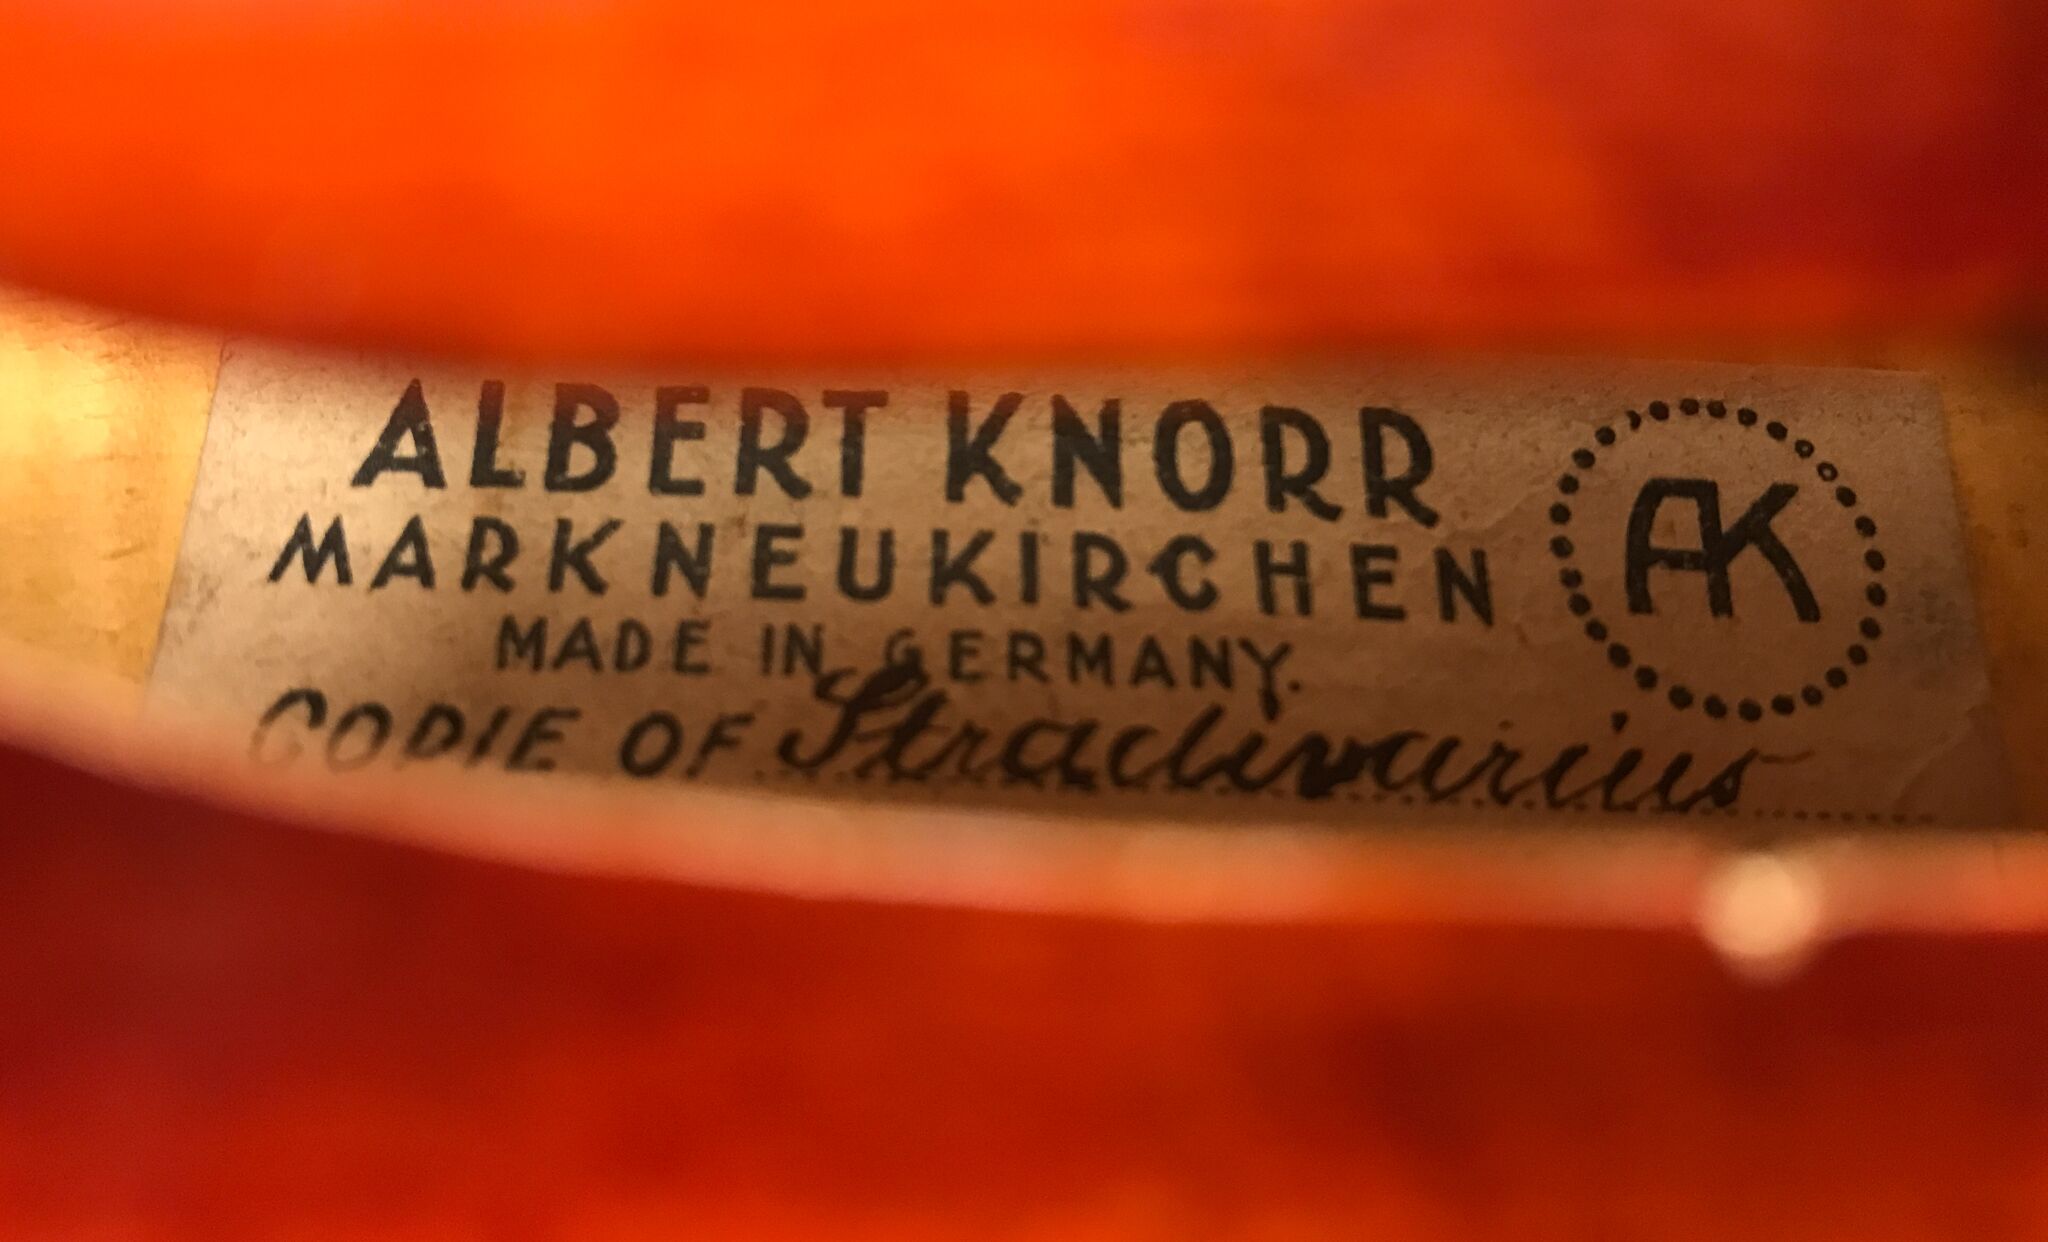 ALBERT KNORR
MARKNEUKIRCHEN
MADE IN GERMANY.
COPIE OF Stradivarius
AK